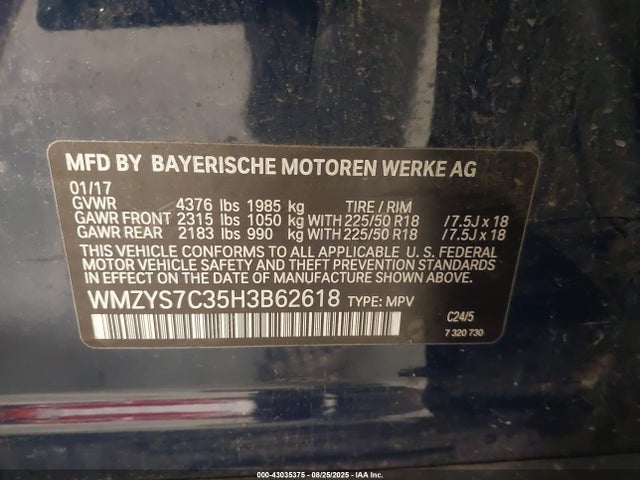 MFD BY BAYERISCHE MOTOREN WERKE AG
01/17
GVWR 4376 lbs 1985 kg TIRE / RIM
GAWR FRONT 2315 lbs 1050 kg WITH 225/50 R18 / 7.5J x 18
GAWR REAR 2183 lbs 990 kg WITH 225/50 R18 / 7.5J x 18
THIS VEHICLE CONFORMS TO ALL APPLICABLE U. S. FEDERAL
MOTOR VEHICLE SAFETY AND THEFT PREVENTION STANDARDS
IN EFFECT ON THE DATE OF MANUFACTURE SHOWN ABOVE.
WMZYS7C35H3B62618 TYPE: MPV
C24/5
7 320 730
000-43035375 - 08/25/2025 - IAA Inc.